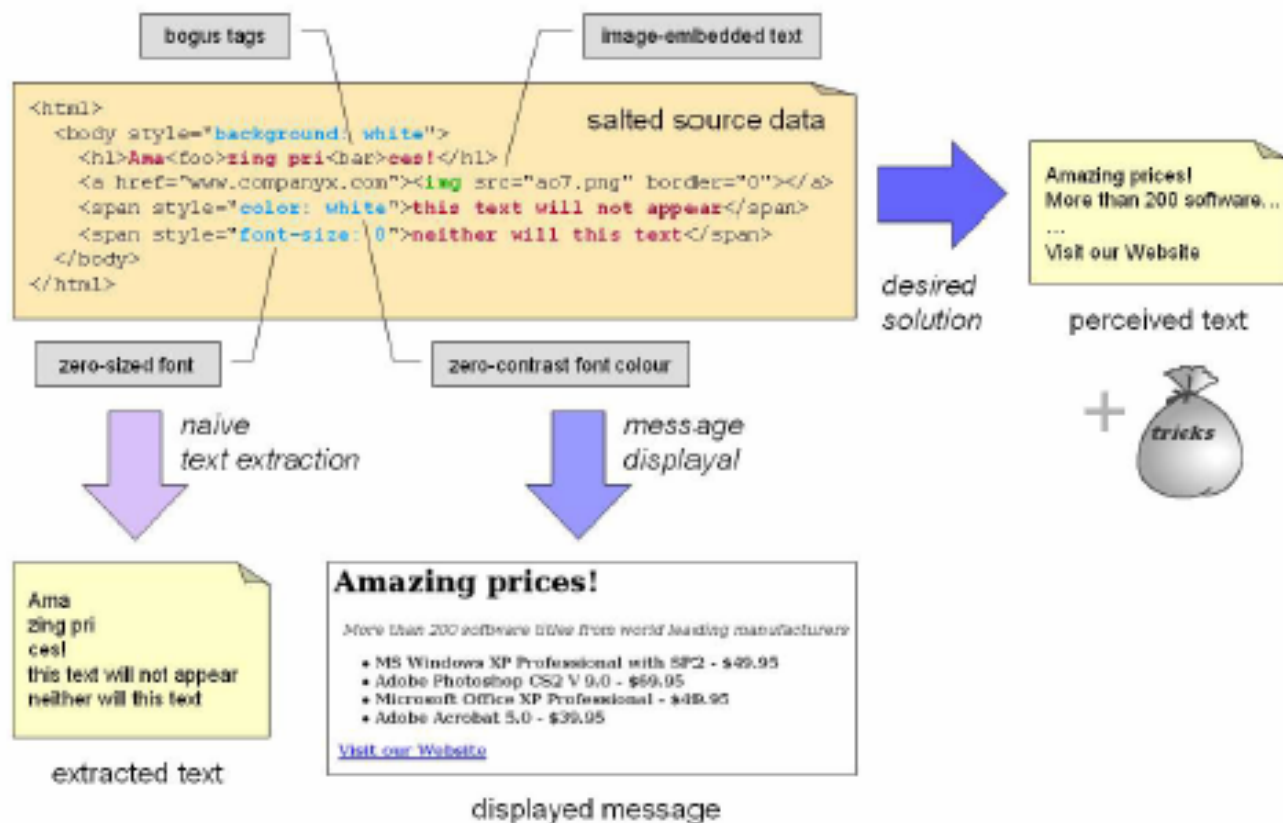 bogus tags
image-embedded text
salted source data
<html>
<body style="background: white">
<h1>Ama<foo>zing pri<bar>ces!</h1>
<a href="www.companyx.com"><img src="ao7.png" border="0"></a>
<span style="color: white">this text will not appear</span>
<span style="font-size: 0">neither will this text</span>
</body>
</html>
zero-sized font
zero-contrast font colour
desired
solution
Amazing prices!
More than 200 software...
...
Visit our Website
perceived text
+
tricks
naive
text extraction
message
displayal
Ama
zing pri
ces!
this text will not appear
neither will this text
extracted text
Amazing prices!
More than 200 software titles from world leading manufacturers
• MS Windows XP Professional with SP2 - $49.95
• Adobe Photoshop CS2 V 9.0 - $69.95
• Microsoft Office XP Professional - $49.95
• Adobe Acrobat 5.0 - $39.95
Visit our Website
displayed message